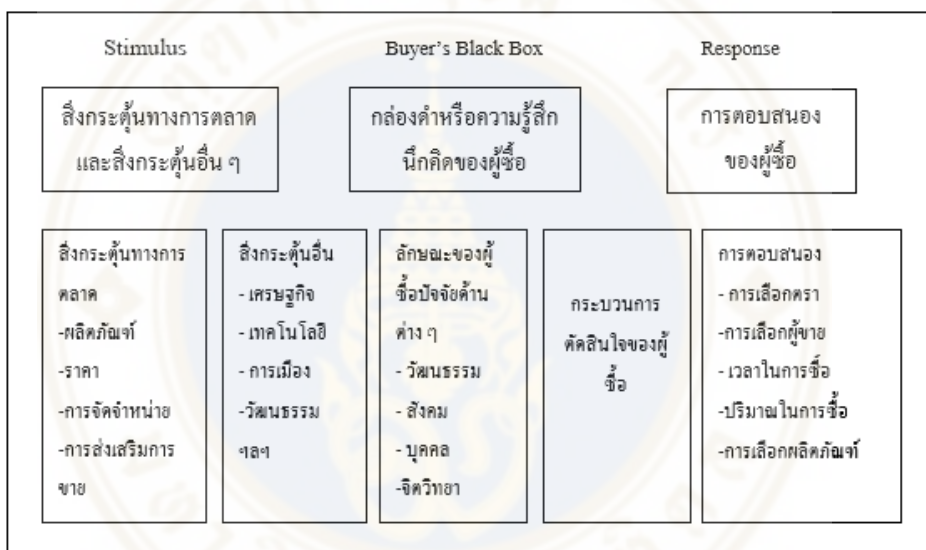 Stimulus
Buyer's Black Box
Response
สิ่งกระตุ้นทางการตลาด
และสิ่งกระตุ้นอื่น ๆ
กล่องดำหรือความรู้สึก
นึกคิดของผู้ซื้อ
การตอบสนอง
ของผู้ซื้อ
สิ่งกระตุ้นทางการ
ตลาด
-ผลิตภัณฑ์
-ราคา
-การจัดจำหน่าย
-การส่งเสริมการ
ขาย
สิ่งกระตุ้นอื่น
- เศรษฐกิจ
- เทคโนโลยี
- การเมือง
-วัฒนธรรม
ฯลฯ
ลักษณะของผู้
ซื้อปัจจัยด้าน
ต่าง ๆ
- วัฒนธรรม
- สังคม
- บุคคล
-จิตวิทยา
กระบวนการ
ตัดสินใจของผู้
ซื้อ
การตอบสนอง
- การเลือกตรา
-การเลือกผู้ขาย
- เวลาในการซื้อ
-ปริมาณในการซื้อ
-การเลือกผลิตภัณฑ์